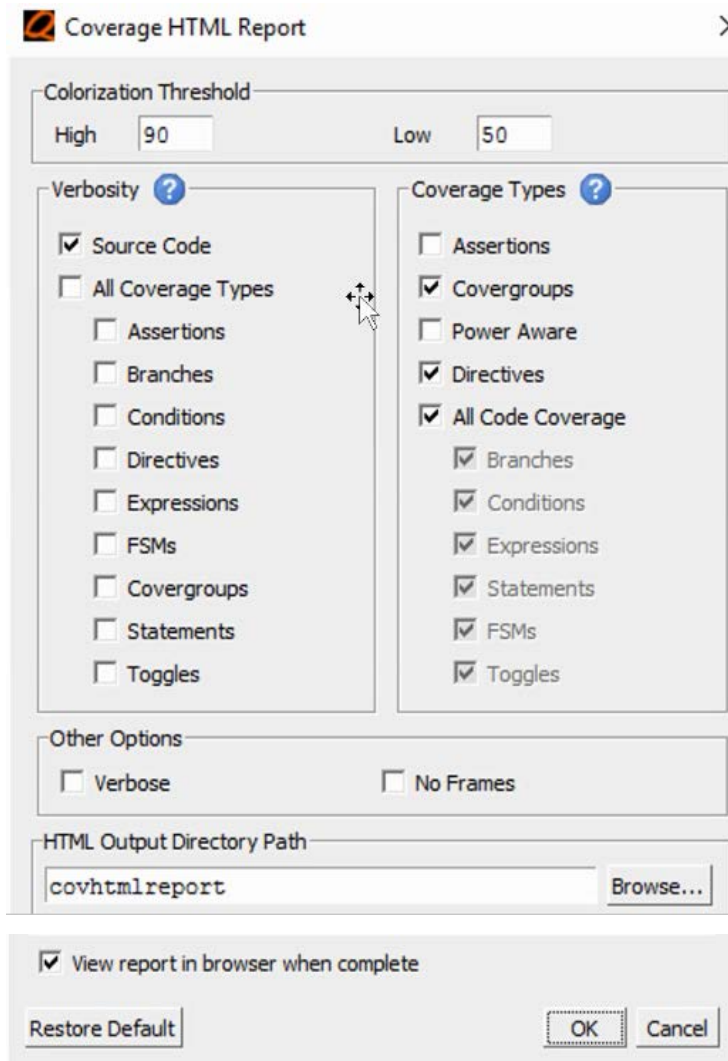 Coverage HTML Report
Colorization Threshold
High 90 Low 50
Verbosity ?
Source Code
All Coverage Types
Assertions
Branches
Conditions
Directives
Expressions
FSMs
Covergroups
Statements
Toggles
Coverage Types ?
Assertions
Covergroups
Power Aware
Directives
All Code Coverage
Branches
Conditions
Expressions
Statements
FSMs
Toggles
Other Options
Verbose No Frames
HTML Output Directory Path
covhtmlreport Browse...
View report in browser when complete
Restore Default OK Cancel